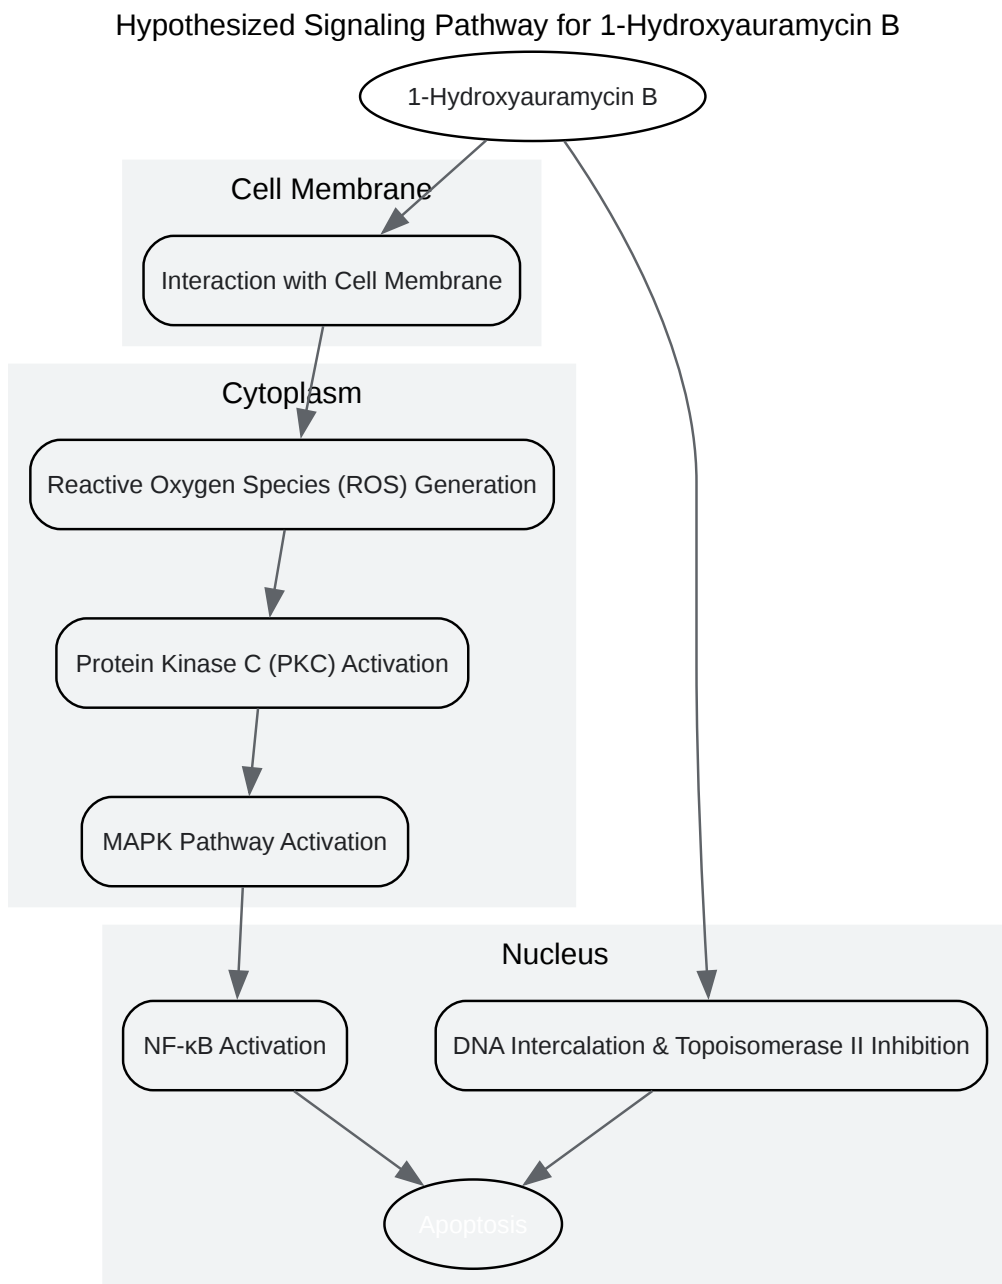 Hypothesized Signaling Pathway for 1-Hydroxyauramycin B
1-Hydroxyauramycin B
Cell Membrane
Interaction with Cell Membrane
Cytoplasm
Reactive Oxygen Species (ROS) Generation
Protein Kinase C (PKC) Activation
MAPK Pathway Activation
Nucleus
NF-κB Activation
DNA Intercalation & Topoisomerase II Inhibition
Apoptosis